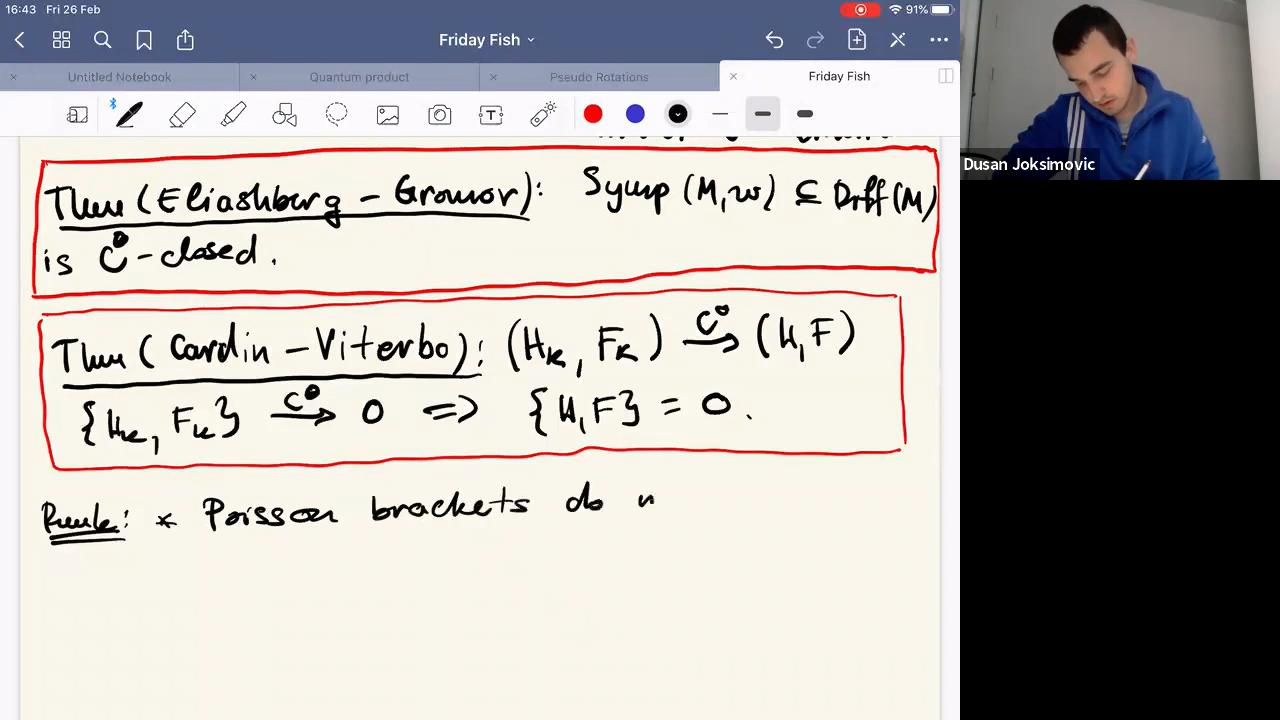 16:43 Fri 26 Feb
91%
Friday Fish
Untitled Notebook
Quantum product
Pseudo Rotations
Friday Fish
Dusan Joksimovic
Thm (Eliashberg - Gromov): Symp (M, ω) ⊆ Diff (M)
is C⁰ - closed.
Thm (Cardin - Viterbo): (Hₖ, Fₖ) →^{C⁰} (H, F)
{Hₖ, Fₖ} →^{C⁰} 0 ⇒ {H, F} = 0.
Rmk: * Poisson brackets do n